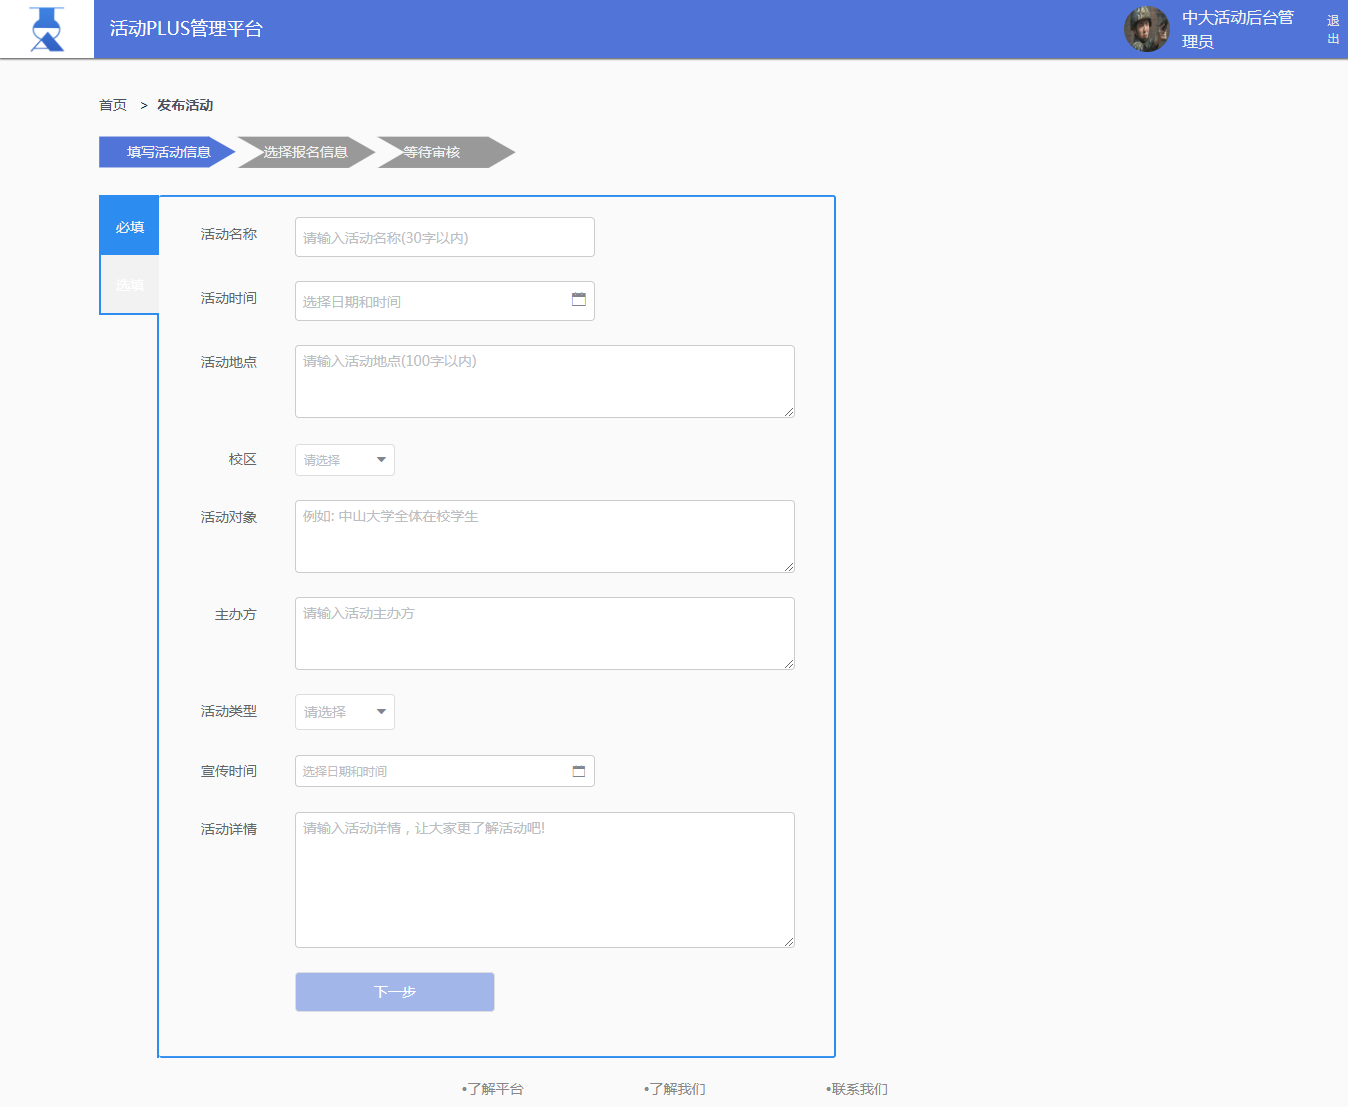 活动PLUS管理平台
中大活动后台管
理员
退
出
首页 > 发布活动
填写活动信息
选择报名信息
等待审核
必填
选填
活动名称
请输入活动名称(30字以内)
活动时间
选择日期和时间
活动地点
请输入活动地点(100字以内)
校区
请选择
活动对象
例如: 中山大学全体在校学生
主办方
请输入活动主办方
活动类型
请选择
宣传时间
选择日期和时间
活动详情
请输入活动详情，让大家更了解活动吧!
下一步
•了解平台
•了解我们
•联系我们